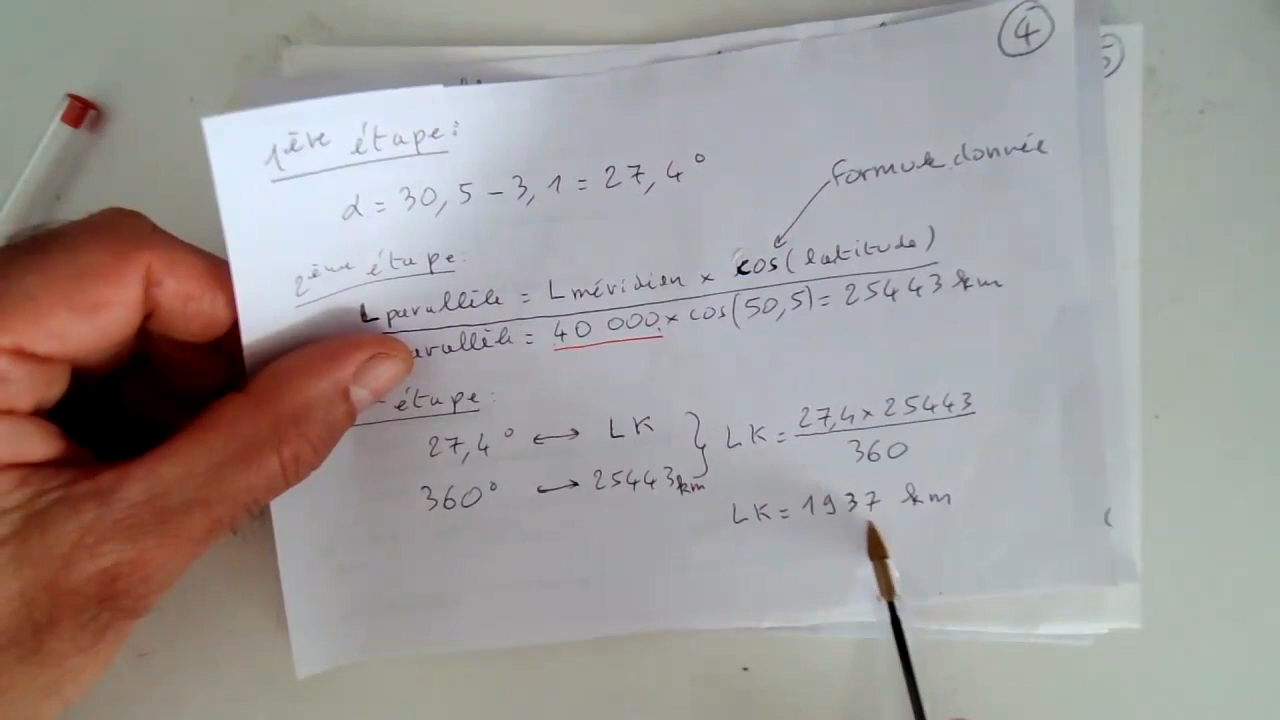 4
5
1ère étape:
α = 30,5 - 3,1 = 27,4°
formule donnée
2ème étape:
L parallèle = L méridien × cos(latitude)
arallèle = 40 000 × cos(50,5) = 25443 km
étape:
27,4° ↔ LK } LK = 27,4 × 25443 / 360
360° ↔ 25443 km
LK = 1937 km